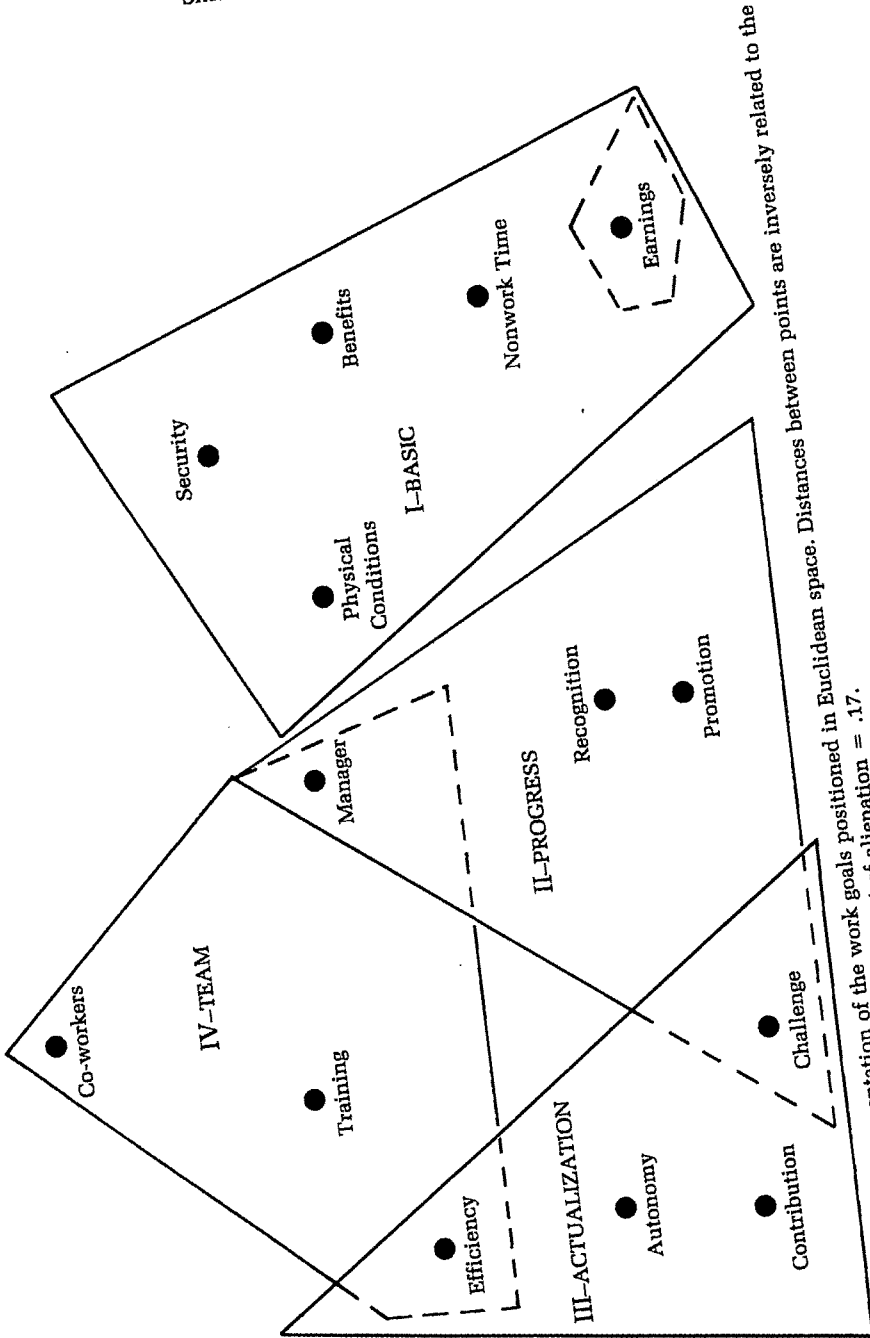 Co-workers
IV–TEAM
Security
Training
Manager
Physical
Conditions
Benefits
I–BASIC
Efficiency
Nonwork Time
II–PROGRESS
Recognition
III–ACTUALIZATION
Autonomy
Earnings
Promotion
Challenge
Contribution
of the work goals positioned in Euclidean space. Distances between points are inversely related to the
of alienation = .17.